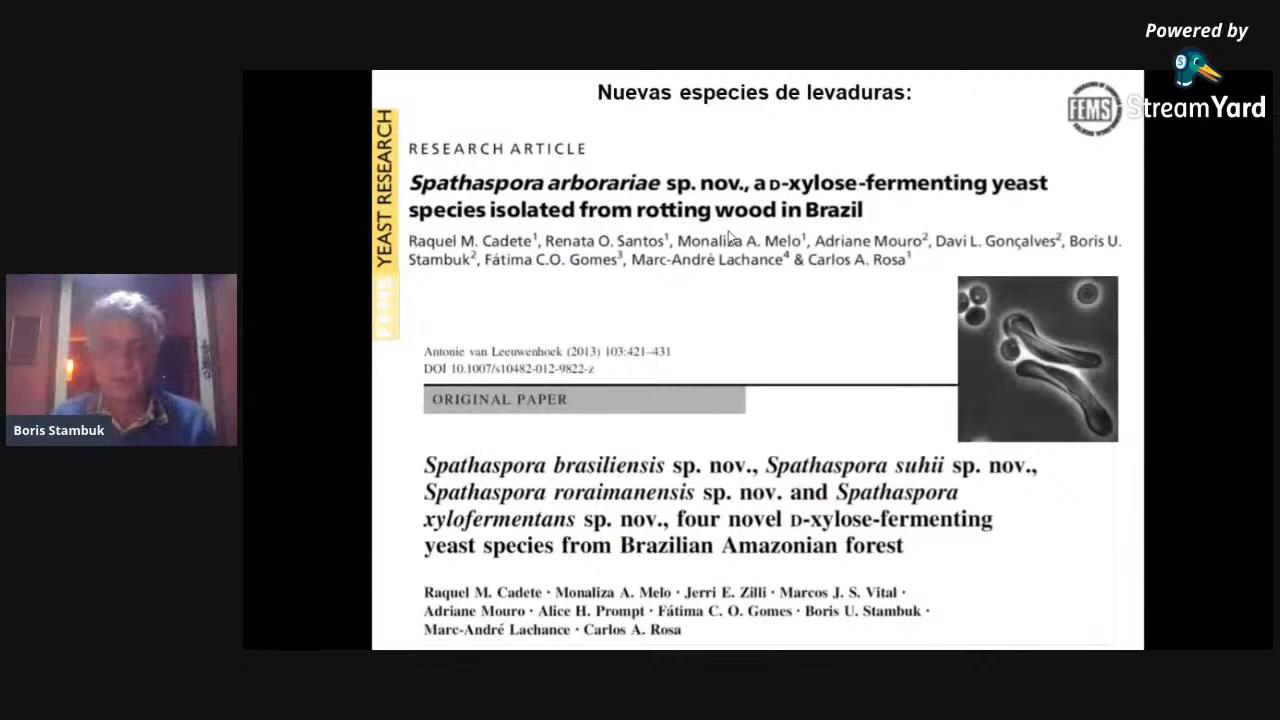 Powered by
StreamYard
Nuevas especies de levaduras:
FEMS
FEMS YEAST RESEARCH
RESEARCH ARTICLE
Spathaspora arborariae sp. nov., a D-xylose-fermenting yeast
species isolated from rotting wood in Brazil
Raquel M. Cadete¹, Renata O. Santos¹, Monaliza A. Melo¹, Adriane Mouro², Davi L. Gonçalves², Boris U.
Stambuk², Fátima C.O. Gomes³, Marc-André Lachance⁴ & Carlos A. Rosa¹
Antonie van Leeuwenhoek (2013) 103:421–431
DOI 10.1007/s10482-012-9822-z
ORIGINAL PAPER
Spathaspora brasiliensis sp. nov., Spathaspora suhii sp. nov.,
Spathaspora roraimanensis sp. nov. and Spathaspora
xylofermentans sp. nov., four novel D-xylose-fermenting
yeast species from Brazilian Amazonian forest
Raquel M. Cadete · Monaliza A. Melo · Jerri E. Zilli · Marcos J. S. Vital ·
Adriane Mouro · Alice H. Prompt · Fátima C. O. Gomes · Boris U. Stambuk ·
Marc-André Lachance · Carlos A. Rosa
Boris Stambuk